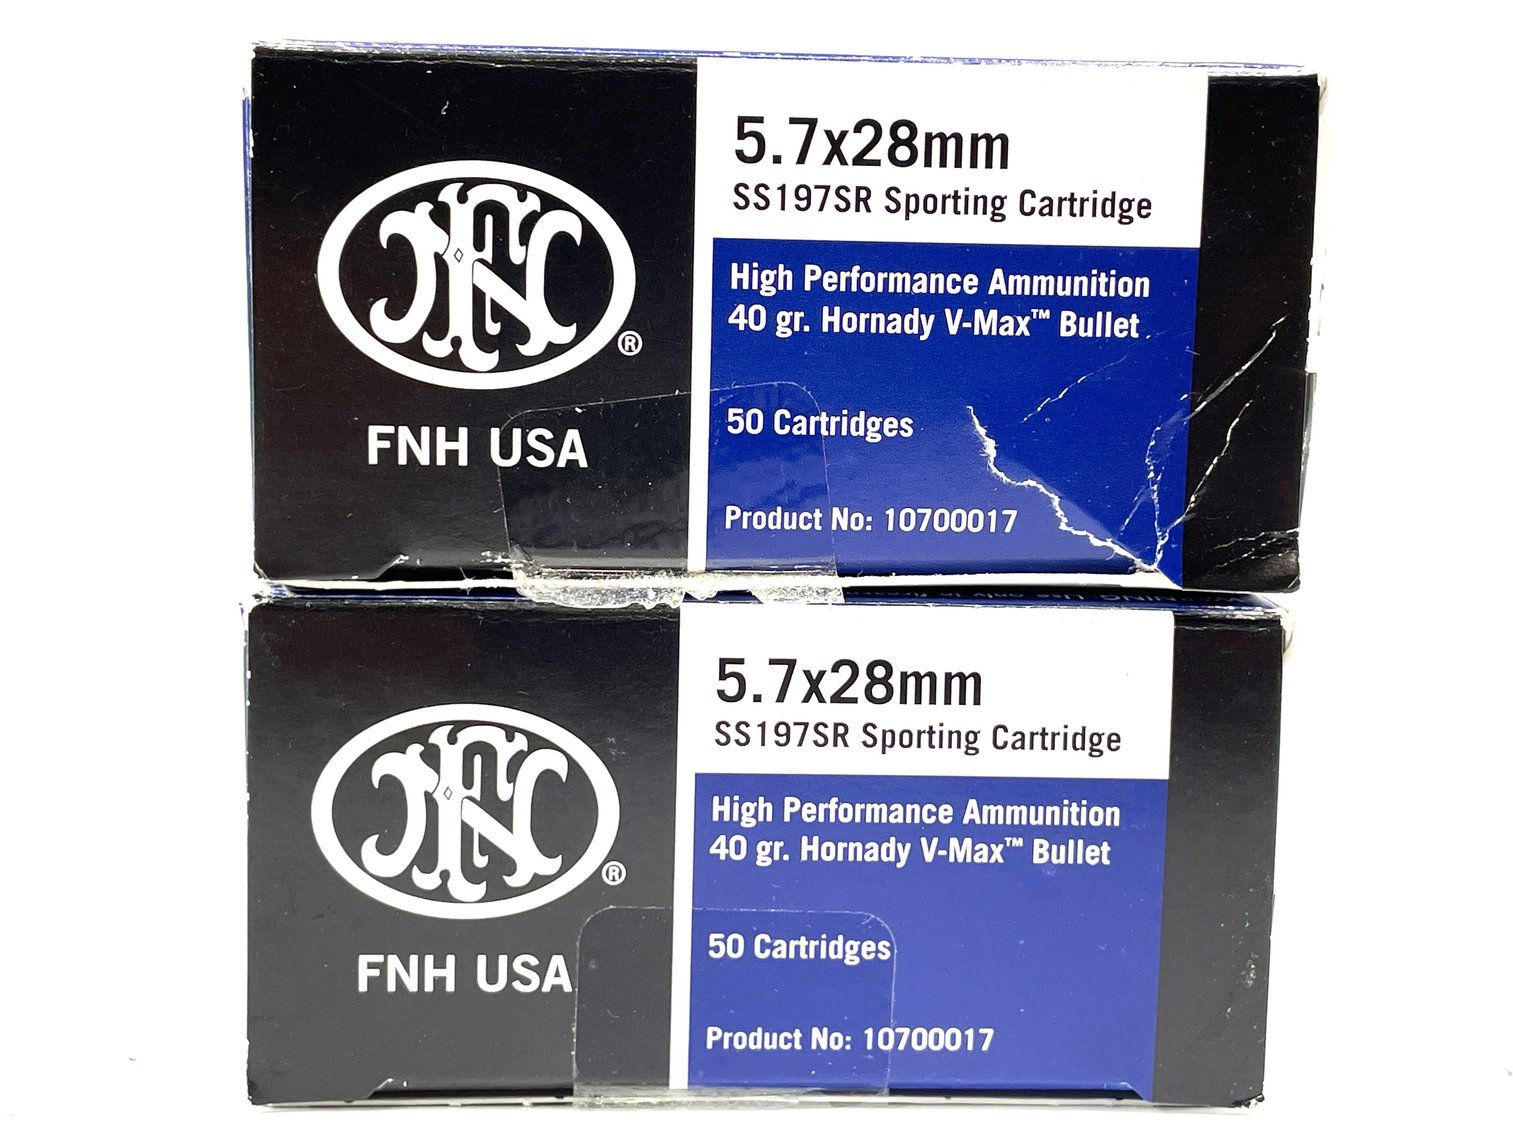 FN
®
FNH USA
5.7x28mm
SS197SR Sporting Cartridge
High Performance Ammunition
40 gr. Hornady V-Max™ Bullet
50 Cartridges
Product No: 10700017
FN
®
FNH USA
5.7x28mm
SS197SR Sporting Cartridge
High Performance Ammunition
40 gr. Hornady V-Max™ Bullet
50 Cartridges
Product No: 10700017